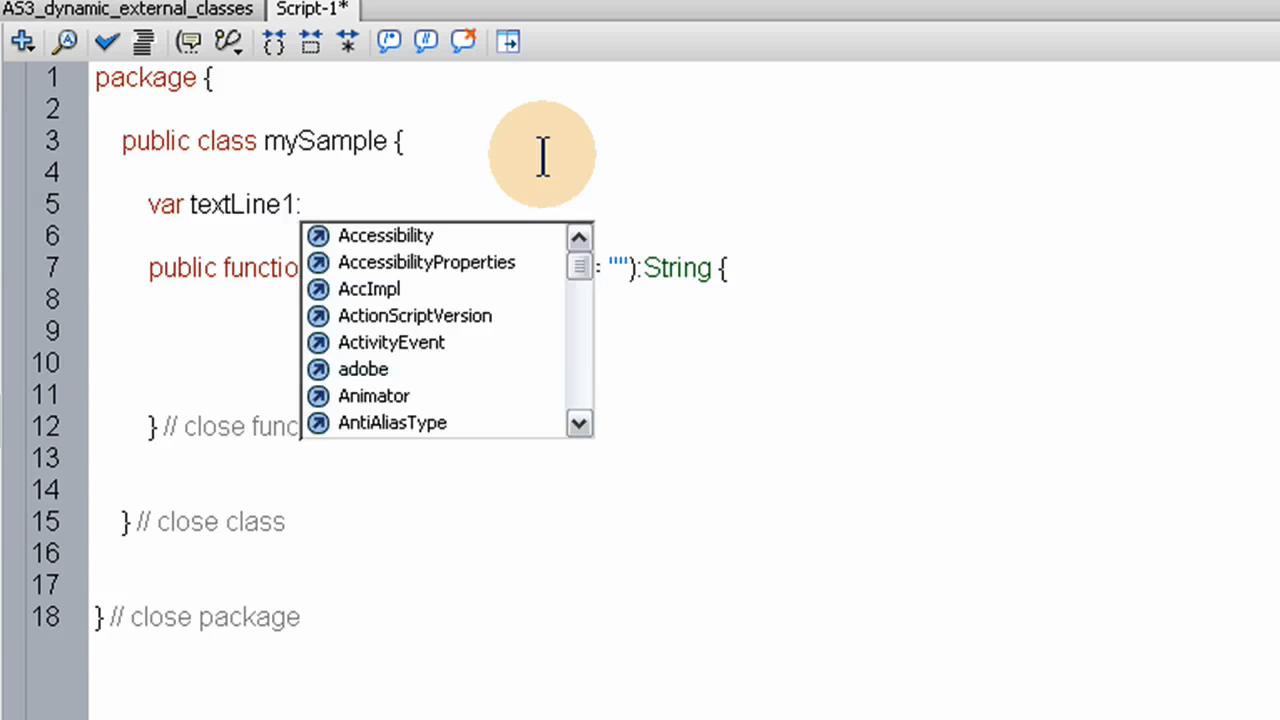 AS3_dynamic_external_classes Script-1*
1 package {
2
3 public class mySample {
4
5 var textLine1:
6 Accessibility
AccessibilityProperties
7 public functio : ""):String {
8 AccImpl
ActionScriptVersion
9 ActivityEvent
10 adobe
11 Animator
12 } // close func AntiAliasType
13
14
15 } // close class
16
17
18 } // close package